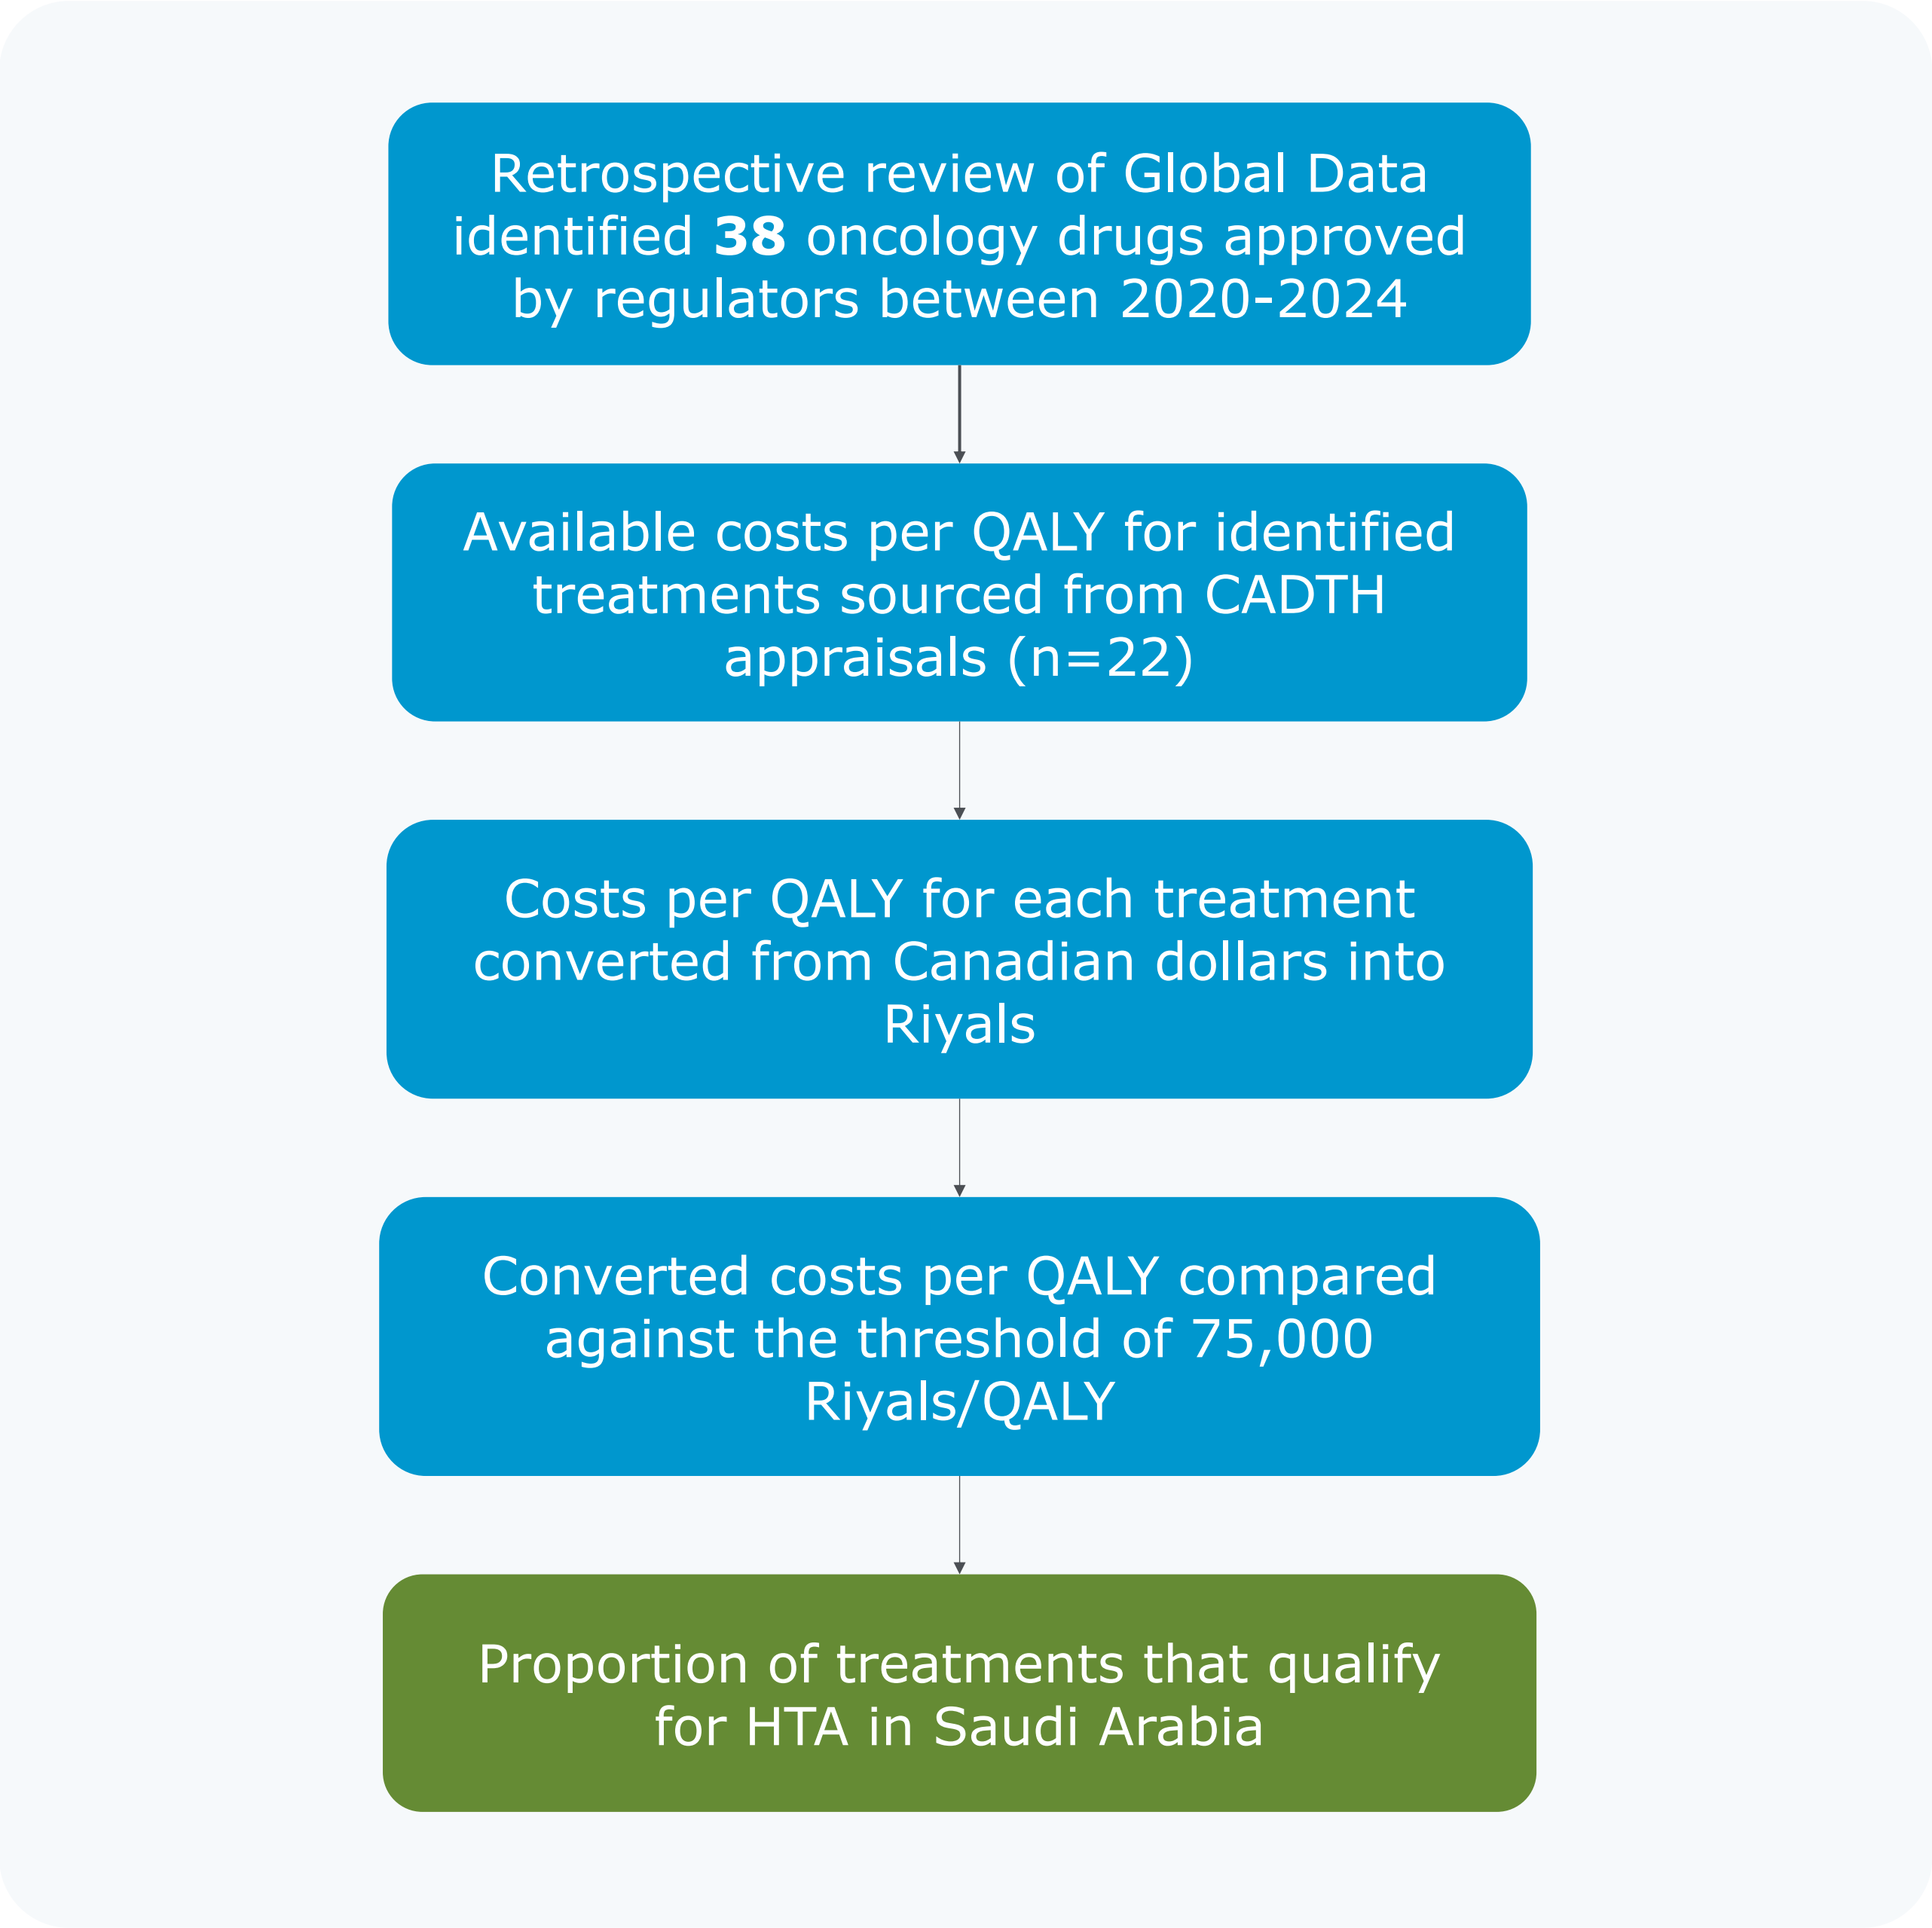 Retrospective review of Global Data
identified 38 oncology drugs approved
by regulators between 2020-2024
Available costs per QALY for identified
treatments sourced from CADTH
appraisals (n=22)
Costs per QALY for each treatment
converted from Canadian dollars into
Riyals
Converted costs per QALY compared
against the threshold of 75,000
Riyals/QALY
Proportion of treatments that qualify
for HTA in Saudi Arabia